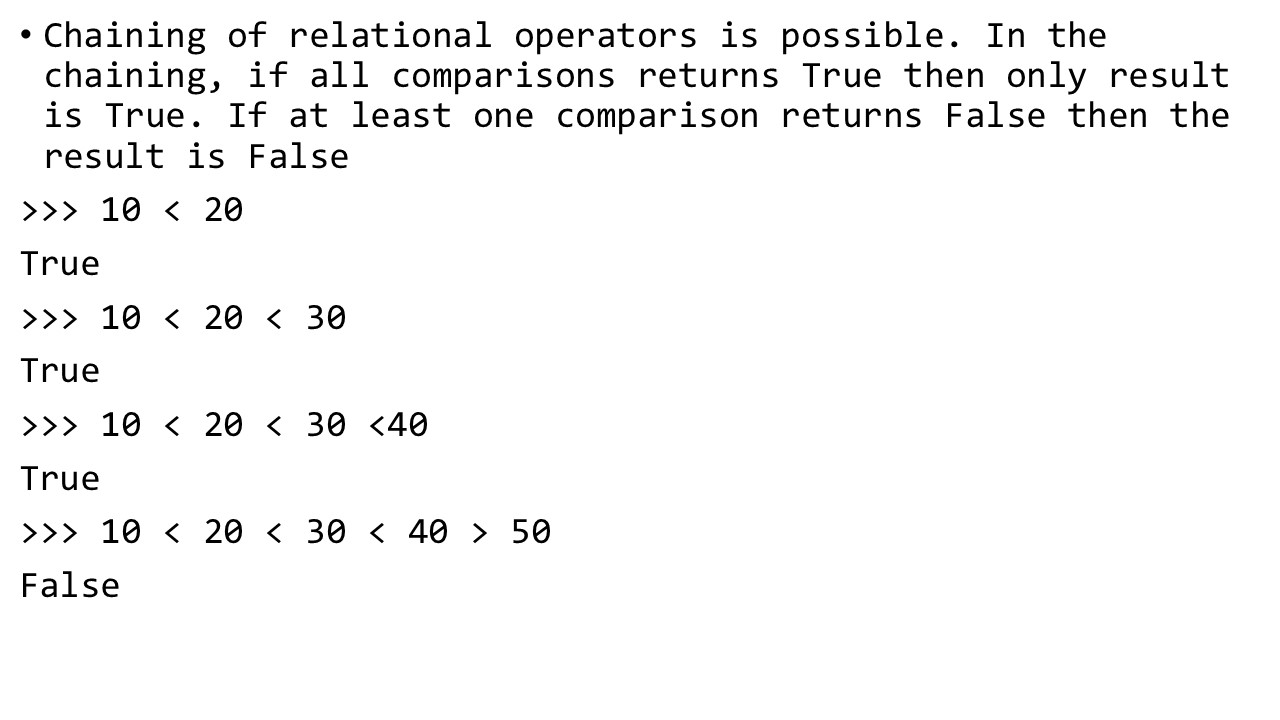 • Chaining of relational operators is possible. In the
chaining, if all comparisons returns True then only result
is True. If at least one comparison returns False then the
result is False
>>> 10 < 20
True
>>> 10 < 20 < 30
True
>>> 10 < 20 < 30 <40
True
>>> 10 < 20 < 30 < 40 > 50
False